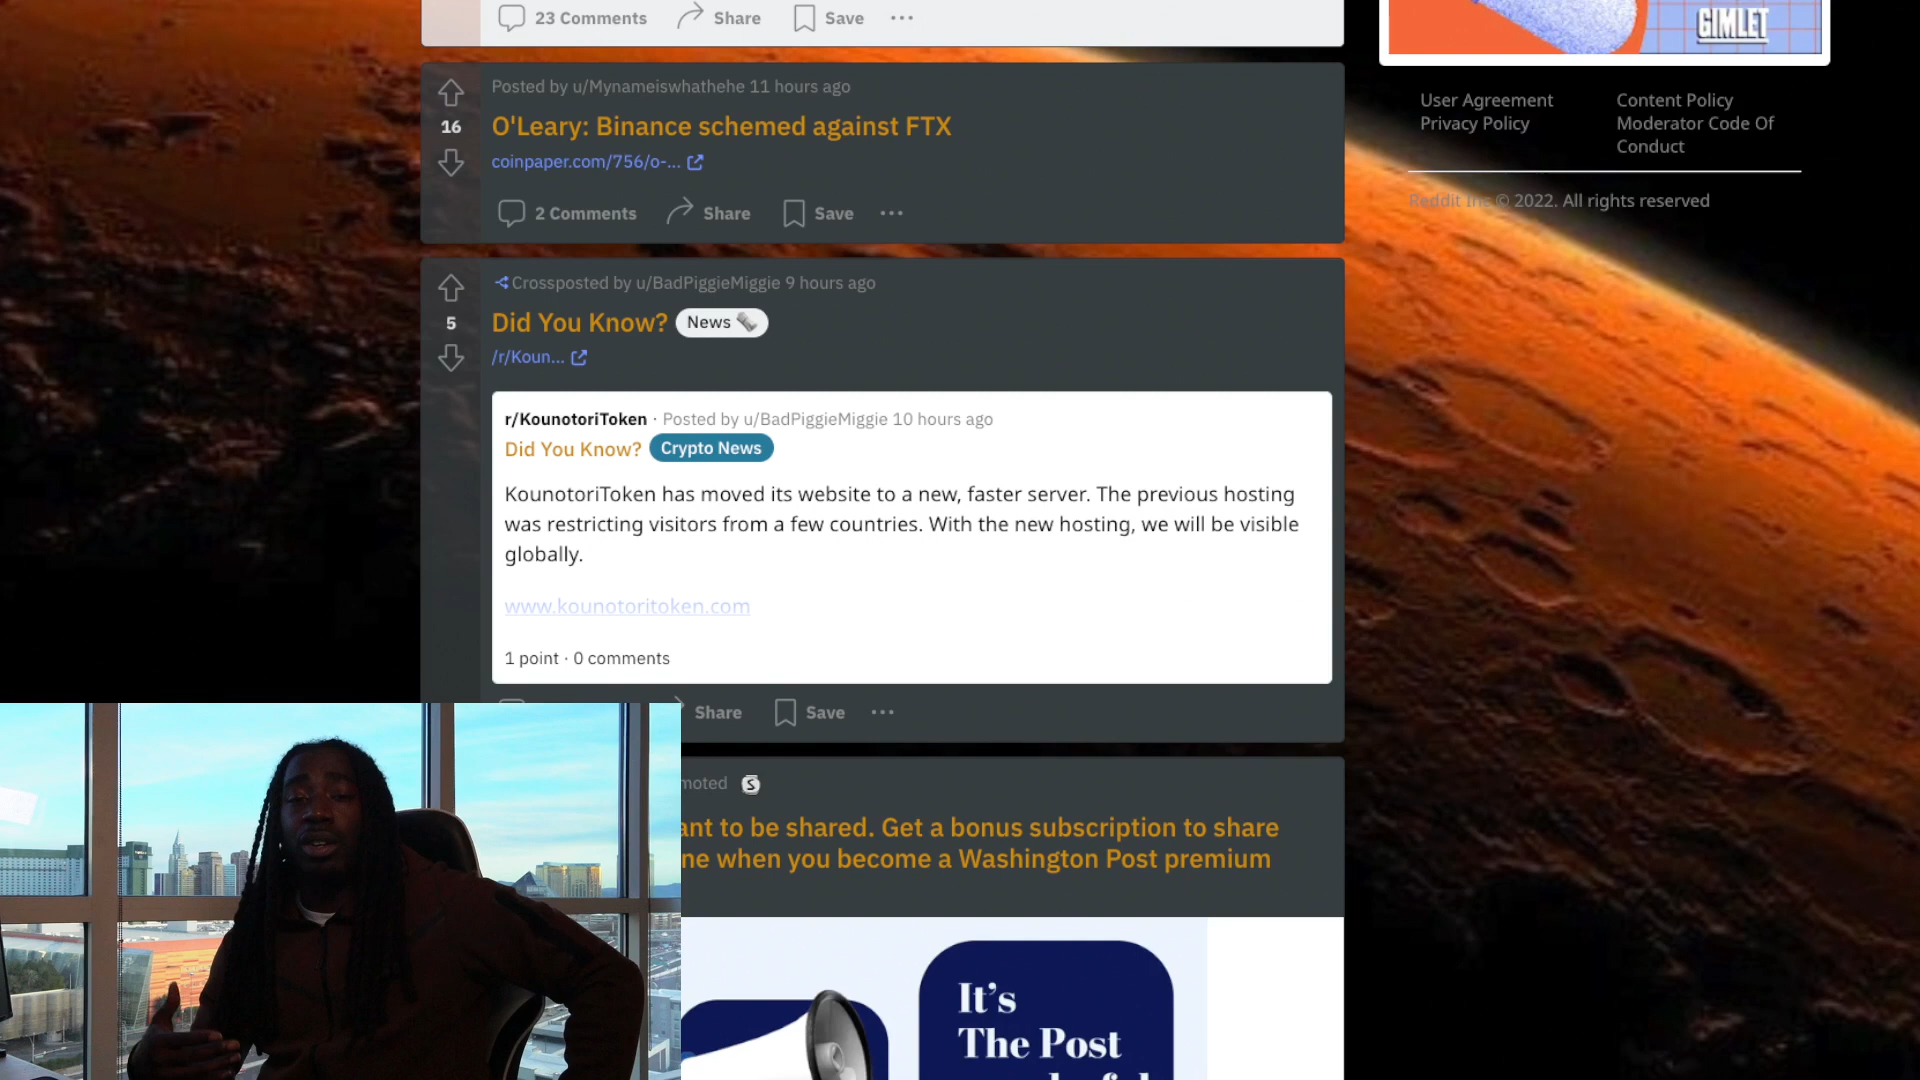 23 Comments Share Save
GIMLET
Posted by u/Mynameiswhathehe 11 hours ago
16
O'Leary: Binance schemed against FTX
coinpaper.com/756/o-...
2 Comments Share Save
User Agreement Content Policy
Privacy Policy Moderator Code Of
Conduct
Reddit Inc © 2022. All rights reserved
Crossposted by u/BadPiggieMiggie 9 hours ago
5
Did You Know? News
/r/Koun...
r/KounotoriToken · Posted by u/BadPiggieMiggie 10 hours ago
Did You Know? Crypto News
KounotoriToken has moved its website to a new, faster server. The previous hosting
was restricting visitors from a few countries. With the new hosting, we will be visible
globally.
www.kounotoritoken.com
1 point · 0 comments
Share Save
moted
ant to be shared. Get a bonus subscription to share
ne when you become a Washington Post premium
It's
The Post